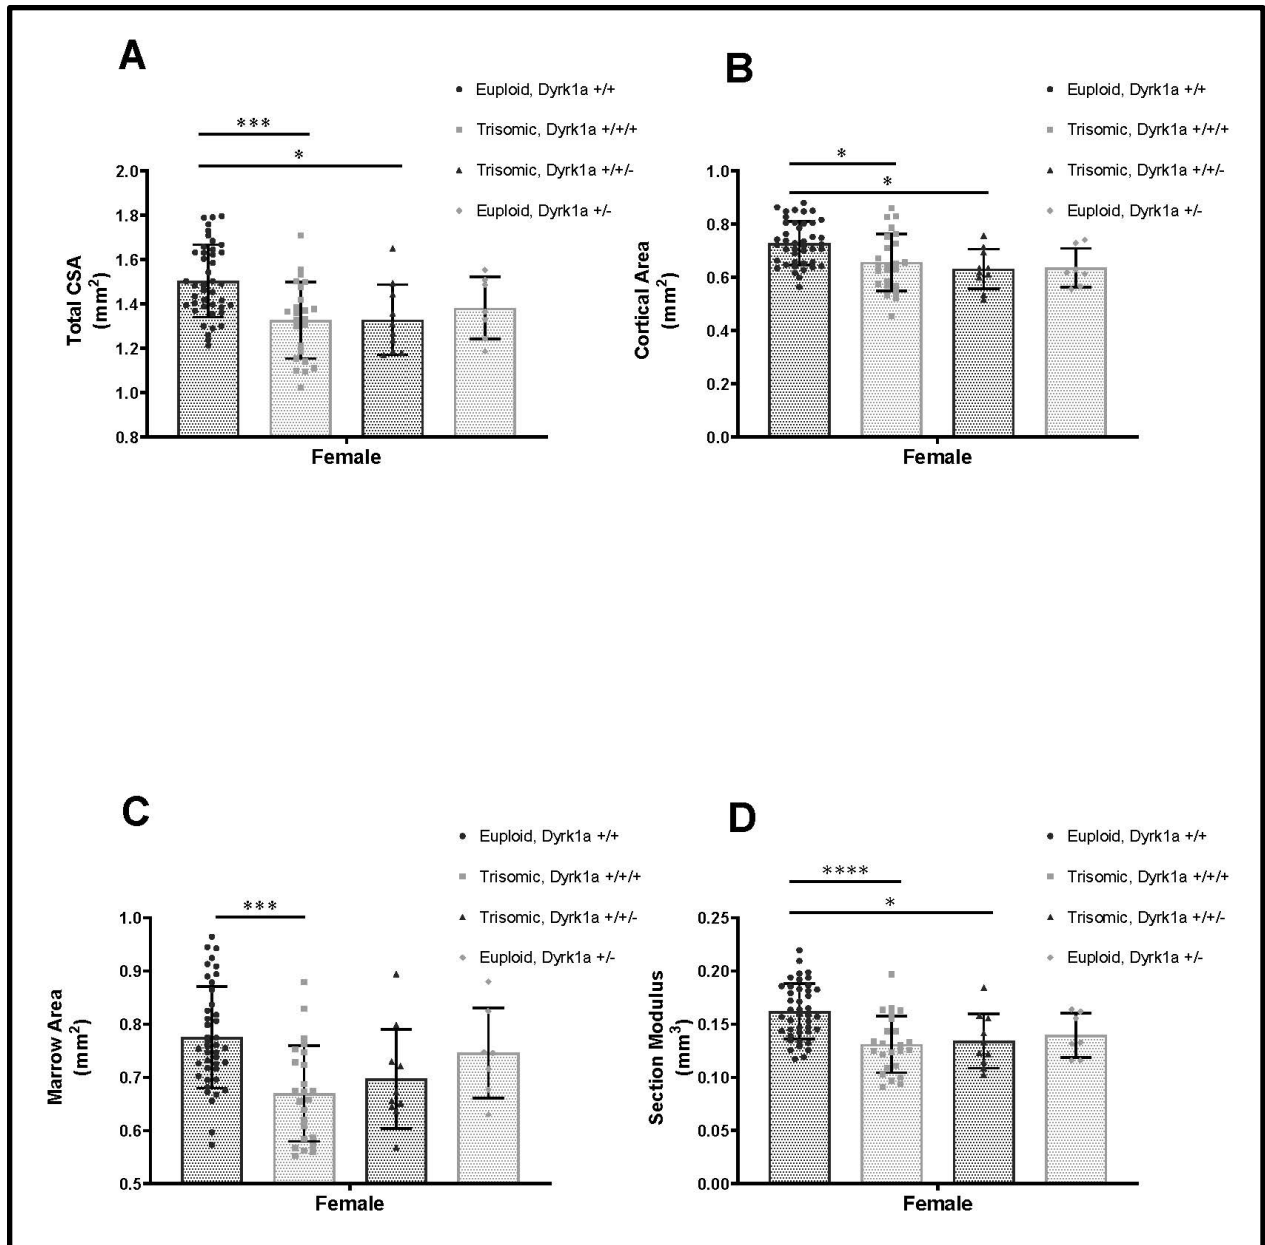 A
Euploid, Dyrk1a +/+
Trisomic, Dyrk1a +/+/+
Trisomic, Dyrk1a +/+/-
Euploid, Dyrk1a +/-
***
*
Total CSA
(mm²)
2.0
1.8
1.6
1.4
1.2
1.0
0.8
Female
B
Euploid, Dyrk1a +/+
Trisomic, Dyrk1a +/+/+
Trisomic, Dyrk1a +/+/-
Euploid, Dyrk1a +/-
*
*
Cortical Area
(mm²)
1.0
0.8
0.6
0.4
0.2
0.0
Female
C
Euploid, Dyrk1a +/+
Trisomic, Dyrk1a +/+/+
Trisomic, Dyrk1a +/+/-
Euploid, Dyrk1a +/-
***
Marrow Area
(mm²)
1.0
0.9
0.8
0.7
0.6
0.5
Female
D
Euploid, Dyrk1a +/+
Trisomic, Dyrk1a +/+/+
Trisomic, Dyrk1a +/+/-
Euploid, Dyrk1a +/-
****
*
Section Modulus
(mm³)
0.25
0.20
0.15
0.10
0.05
0.00
Female